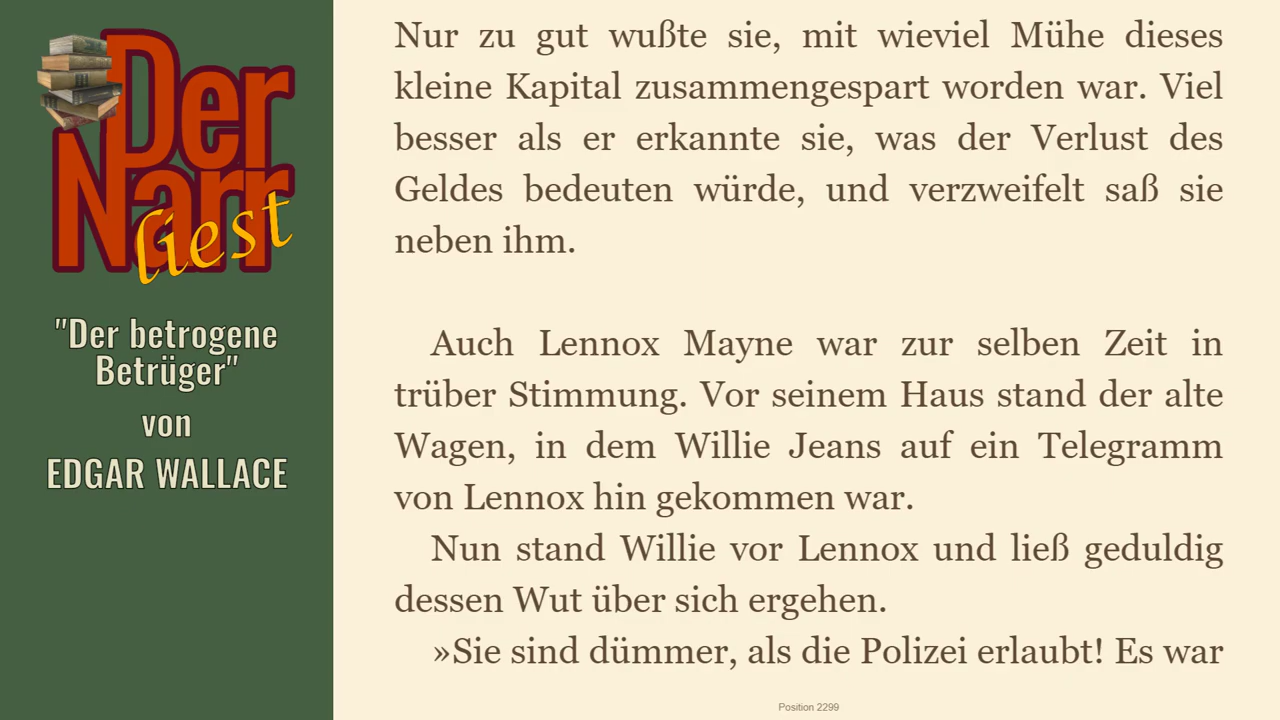 Der
Narr
liest
"Der betrogene
Betrüger"
von
EDGAR WALLACE
Nur zu gut wußte sie, mit wieviel Mühe dieses
kleine Kapital zusammengespart worden war. Viel
besser als er erkannte sie, was der Verlust des
Geldes bedeuten würde, und verzweifelt saß sie
neben ihm.
Auch Lennox Mayne war zur selben Zeit in
trüber Stimmung. Vor seinem Haus stand der alte
Wagen, in dem Willie Jeans auf ein Telegramm
von Lennox hin gekommen war.
Nun stand Willie vor Lennox und ließ geduldig
dessen Wut über sich ergehen.
»Sie sind dümmer, als die Polizei erlaubt! Es war
Position 2299